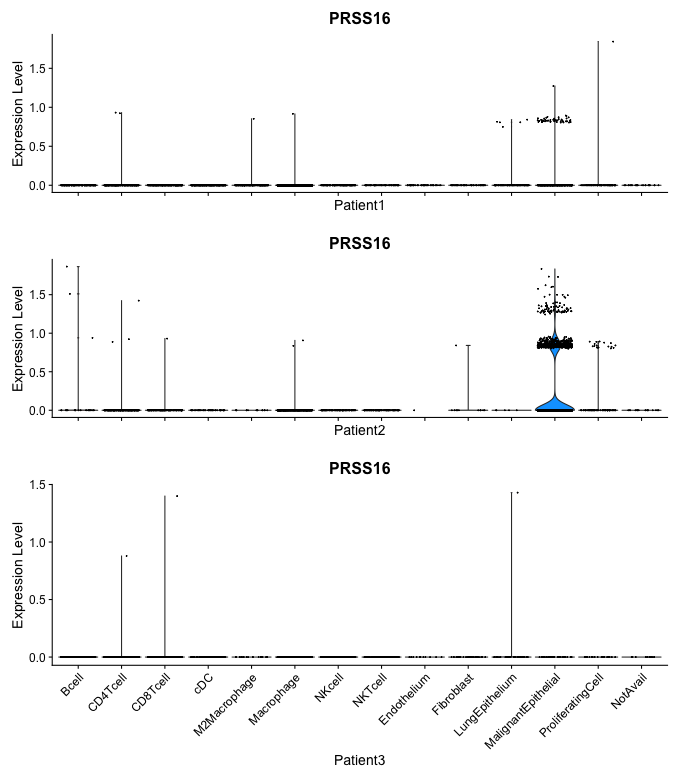 PRSS16
Expression Level
1.5
1.0
0.5
0.0
Patient1
PRSS16
Expression Level
1.5
1.0
0.5
0.0
Patient2
PRSS16
Expression Level
1.5
1.0
0.5
0.0
Bcell
CD4Tcell
CD8Tcell
cDC
M2Macrophage
Macrophage
NKcell
NKTcell
Endothelium
Fibroblast
LungEpithelium
MalignantEpithelial
ProliferatingCell
NotAvail
Patient3